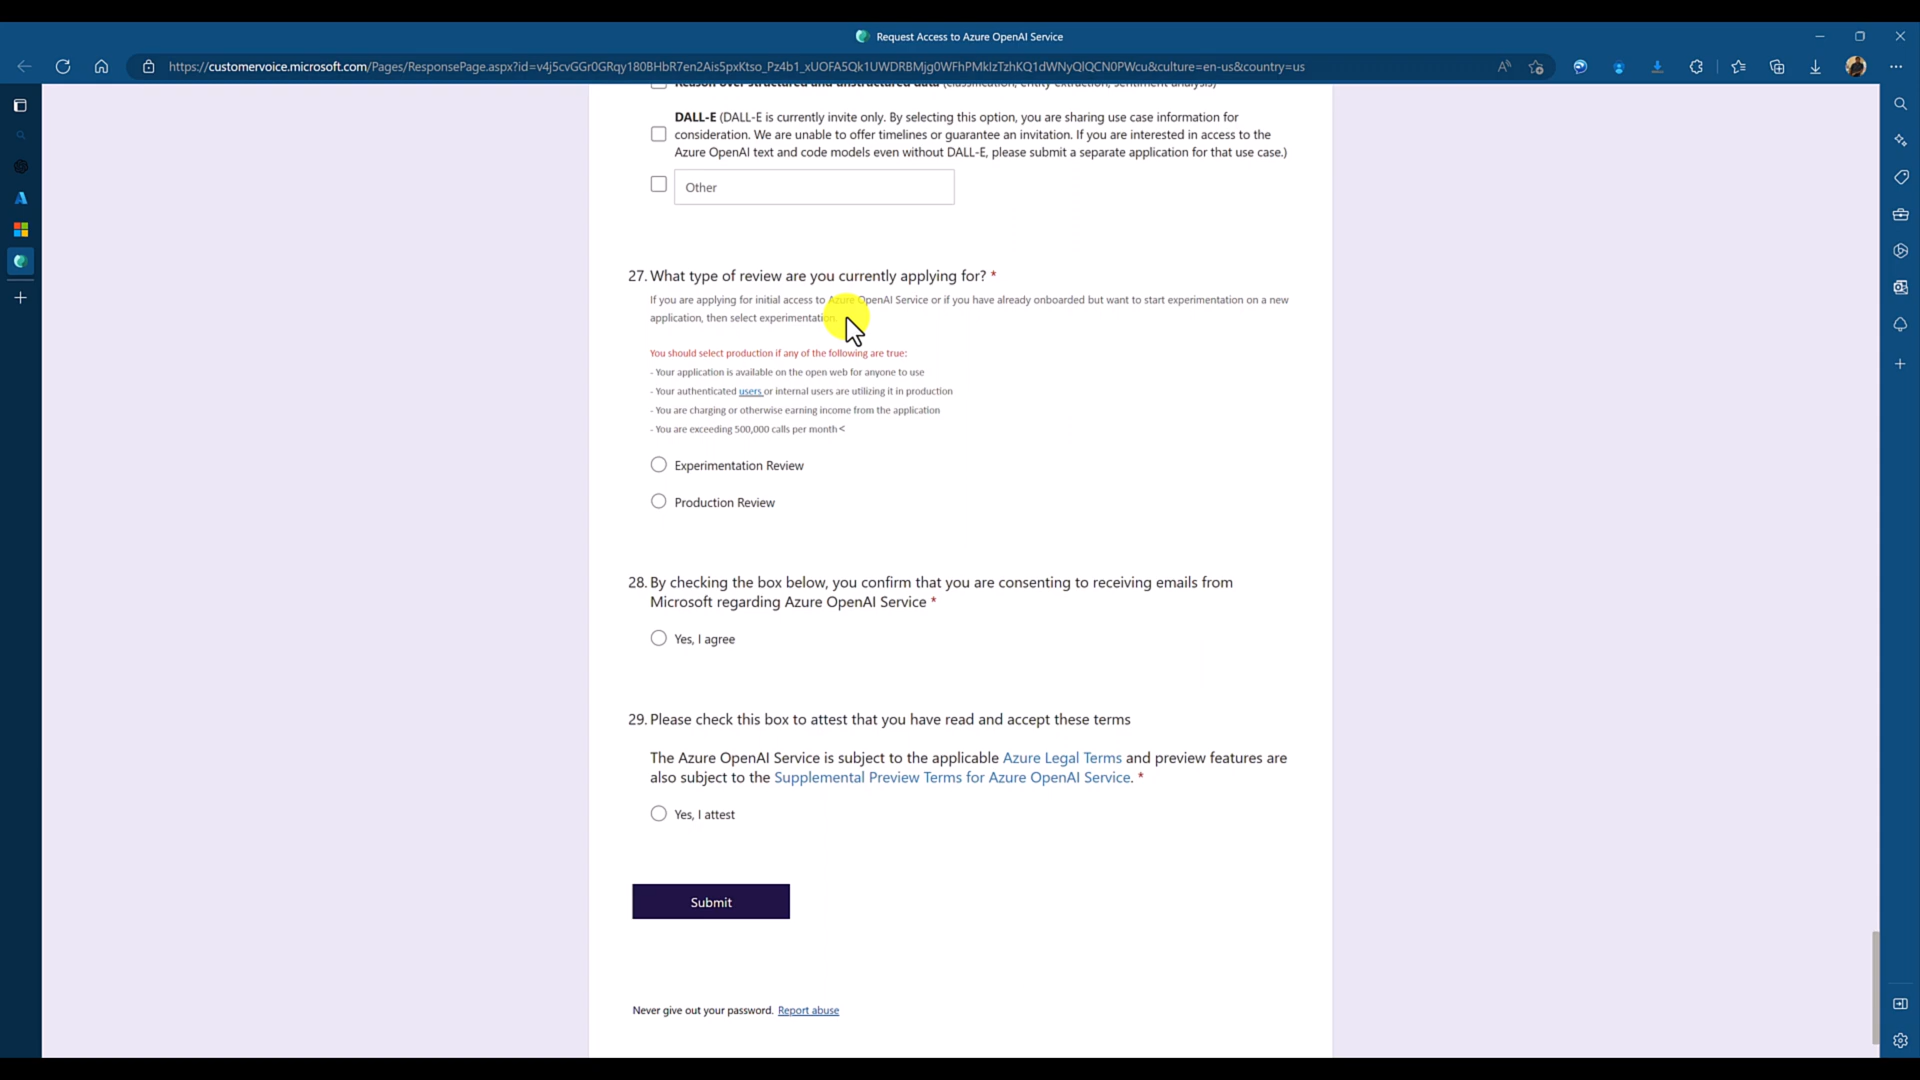 Request Access to Azure OpenAI Service
https://customervoice.microsoft.com/Pages/ResponsePage.aspx?id=v4j5cvGGr0GRqy180BHbR7en2Ais5pxKtso_Pz4b1_xUOFA5Qk1UWDRBMjg0WFhPMkIzTzhKQ1dWNyQlQCN0PWcu&culture=en-us&country=us
Reason over structured and unstructured data (classification, entity extraction, sentiment analysis)
DALL-E (DALL-E is currently invite only. By selecting this option, you are sharing use case information for
consideration. We are unable to offer timelines or guarantee an invitation. If you are interested in access to the
Azure OpenAI text and code models even without DALL-E, please submit a separate application for that use case.)
Other
27. What type of review are you currently applying for? *
If you are applying for initial access to Azure OpenAI Service or if you have already onboarded but want to start experimentation on a new
application, then select experimentation.
You should select production if any of the following are true:
- Your application is available on the open web for anyone to use
- Your authenticated users or internal users are utilizing it in production
- You are charging or otherwise earning income from the application
- You are exceeding 500,000 calls per month <
Experimentation Review
Production Review
28. By checking the box below, you confirm that you are consenting to receiving emails from
Microsoft regarding Azure OpenAI Service *
Yes, I agree
29. Please check this box to attest that you have read and accept these terms
The Azure OpenAI Service is subject to the applicable Azure Legal Terms and preview features are
also subject to the Supplemental Preview Terms for Azure OpenAI Service. *
Yes, I attest
Submit
Never give out your password. Report abuse